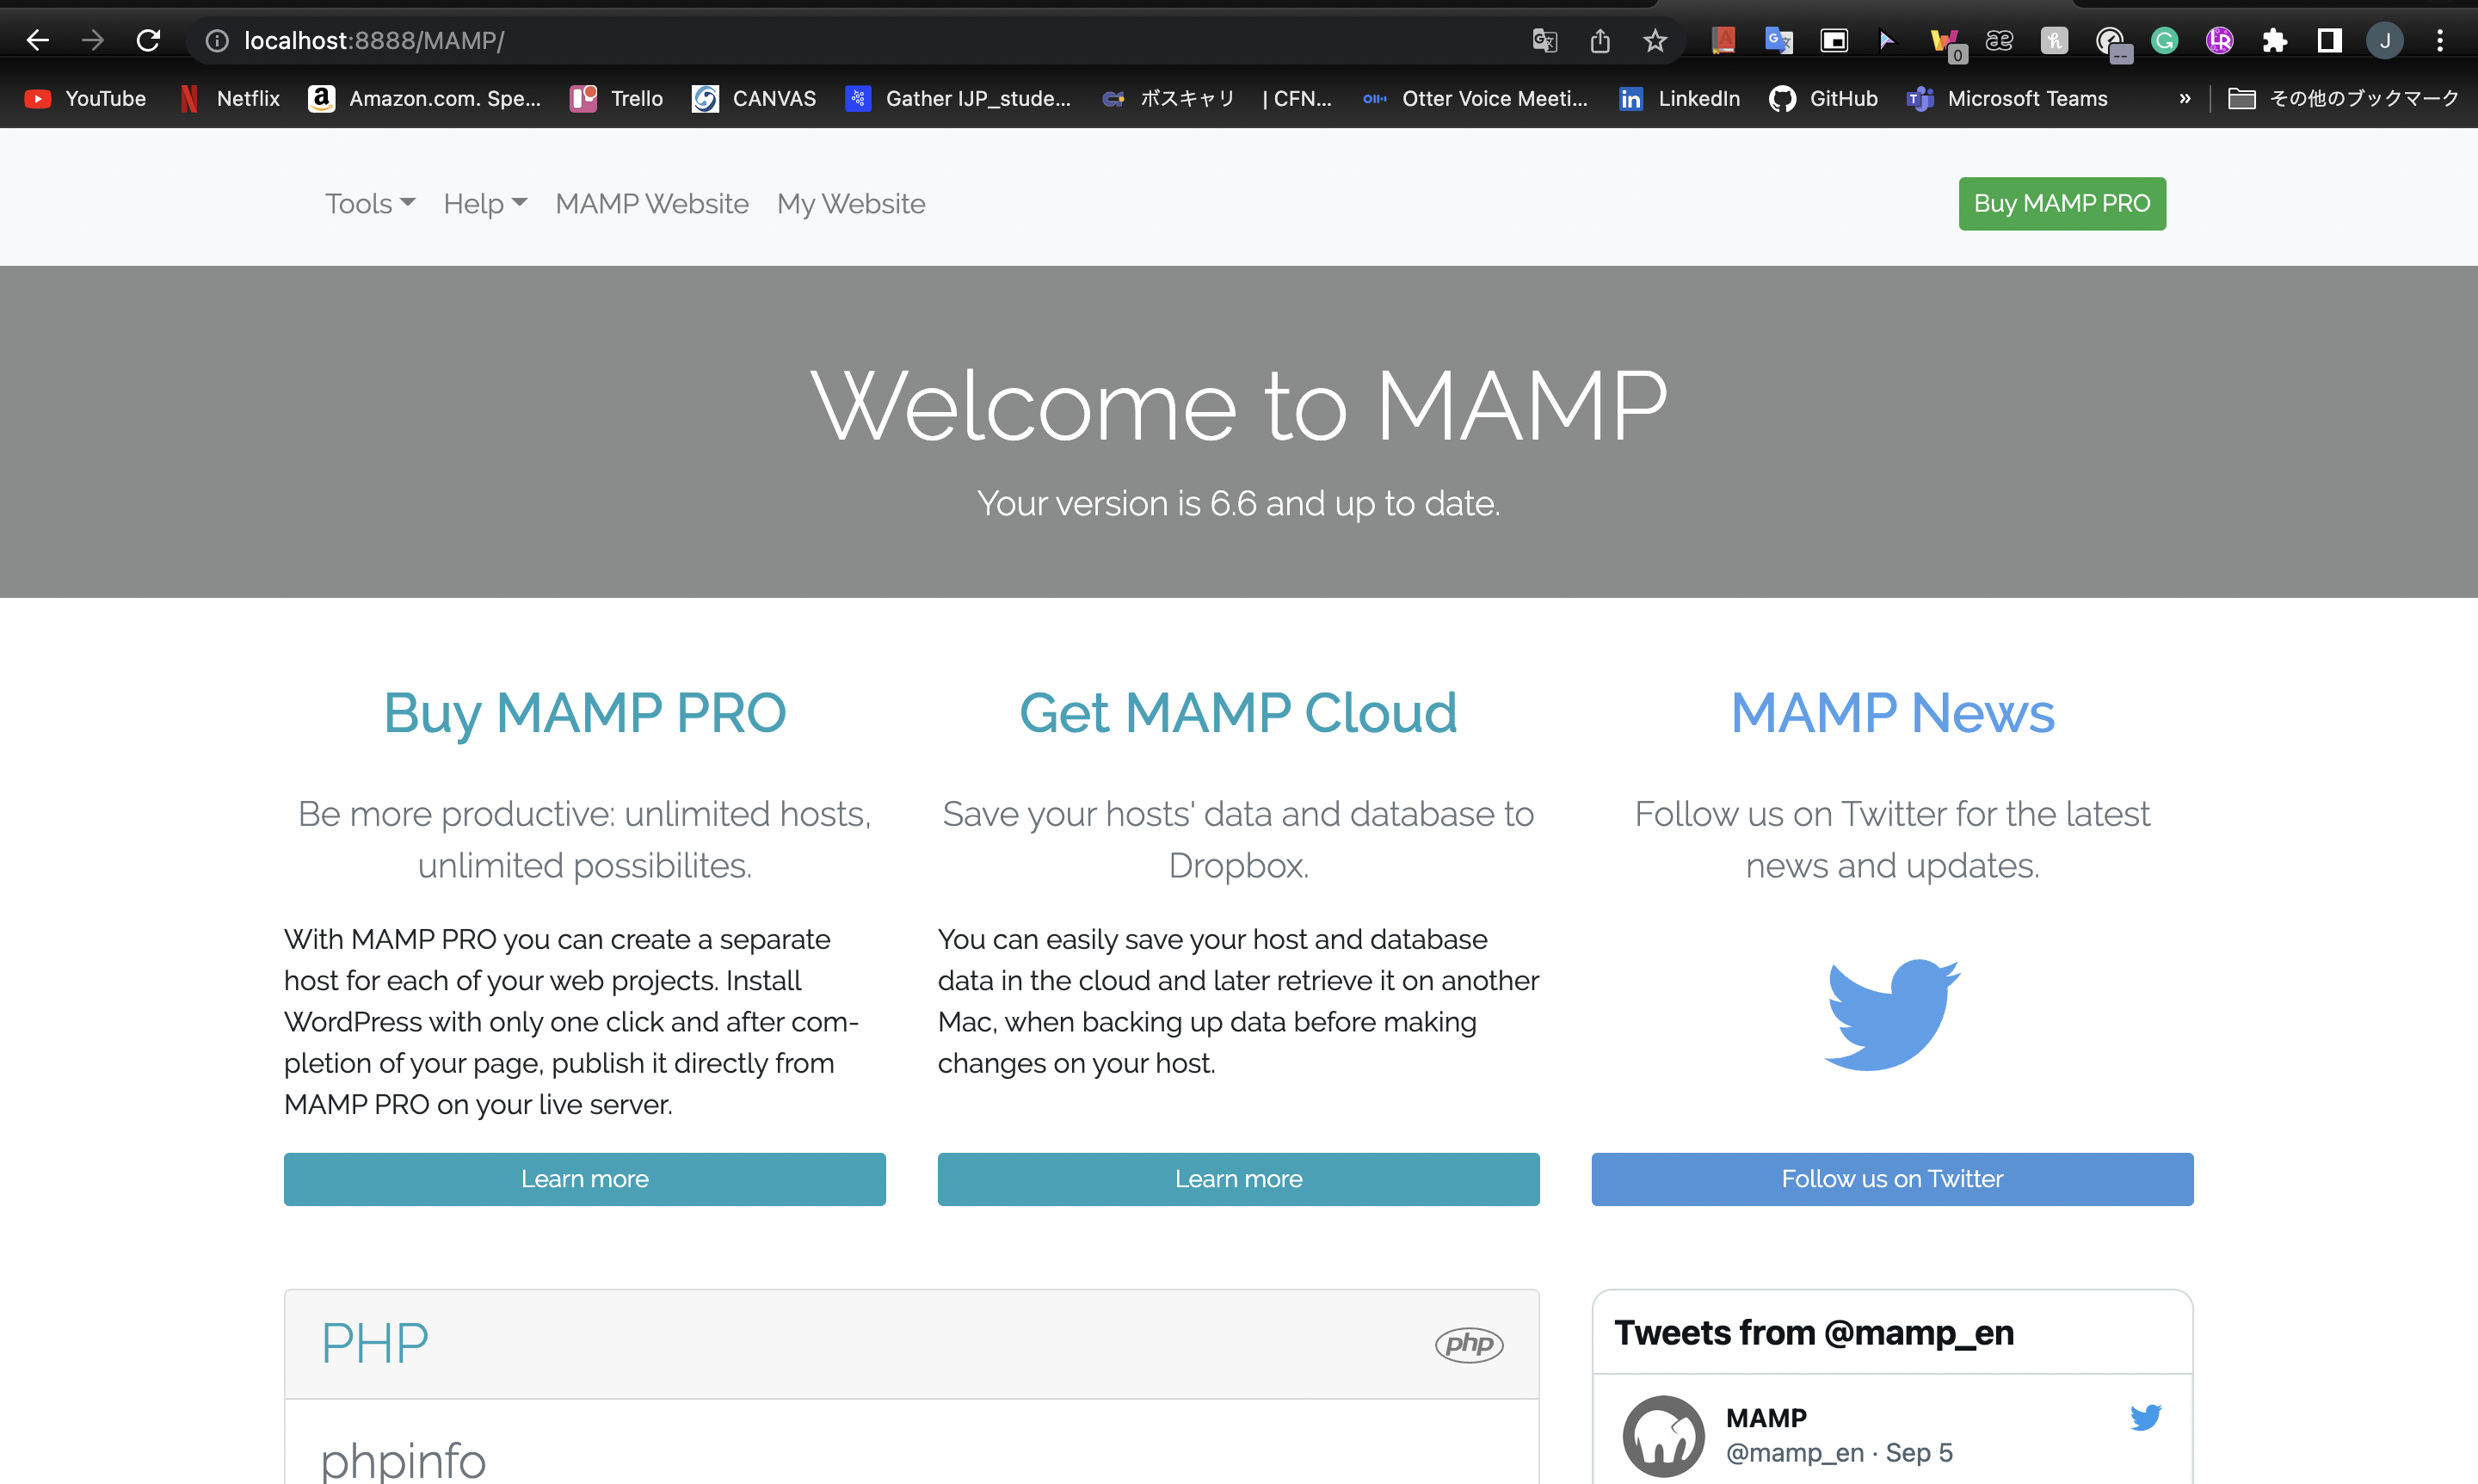 localhost:8888/MAMP/
0
--
J
YouTube
Netflix
Amazon.com. Spe...
Trello
CANVAS
Gather IJP_stude...
ボスキャリ | CFN...
Otter Voice Meeti...
LinkedIn
GitHub
Microsoft Teams
»
その他のブックマーク
Tools
Help
MAMP Website
My Website
Buy MAMP PRO
Welcome to MAMP
Your version is 6.6 and up to date.
Buy MAMP PRO
Be more productive: unlimited hosts,
unlimited possibilites.
With MAMP PRO you can create a separate
host for each of your web projects. Install
WordPress with only one click and after com-
pletion of your page, publish it directly from
MAMP PRO on your live server.
Learn more
Get MAMP Cloud
Save your hosts' data and database to
Dropbox.
You can easily save your host and database
data in the cloud and later retrieve it on another
Mac, when backing up data before making
changes on your host.
Learn more
MAMP News
Follow us on Twitter for the latest
news and updates.
Follow us on Twitter
PHP
php
phpinfo
Tweets from @mamp_en
MAMP
@mamp_en · Sep 5